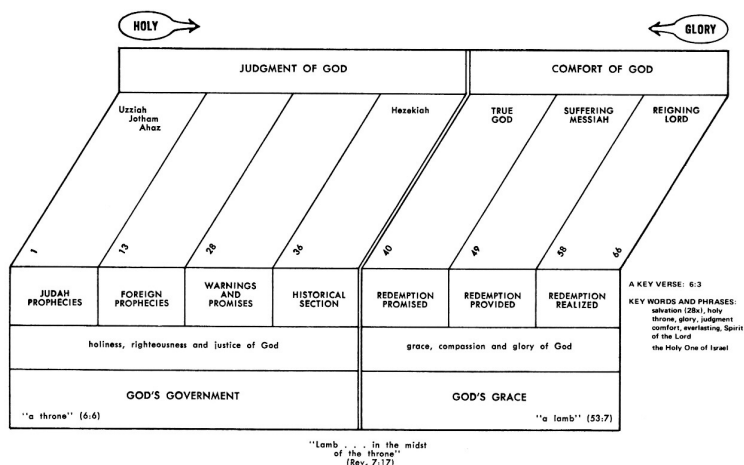 HOLY
GLORY
JUDGMENT OF GOD
COMFORT OF GOD
Uzziah
Jotham
Ahaz
Hezekiah
TRUE
GOD
SUFFERING
MESSIAH
REIGNING
LORD
1
13
28
36
40
49
58
66
JUDAH
PROPHECIES
FOREIGN
PROPHECIES
WARNINGS
AND
PROMISES
HISTORICAL
SECTION
REDEMPTION
PROMISED
REDEMPTION
PROVIDED
REDEMPTION
REALIZED
A KEY VERSE: 6:3
KEY WORDS AND PHRASES:
salvation (28x), holy
throne, glory, judgment
comfort, everlasting, Spirit
of the Lord
the Holy One of Israel
holiness, righteousness and justice of God
grace, compassion and glory of God
GOD'S GOVERNMENT
GOD'S GRACE
"a throne" (6:6)
"a lamb" (53:7)
"Lamb . . . in the midst
of the throne"
(Rev. 7:17)